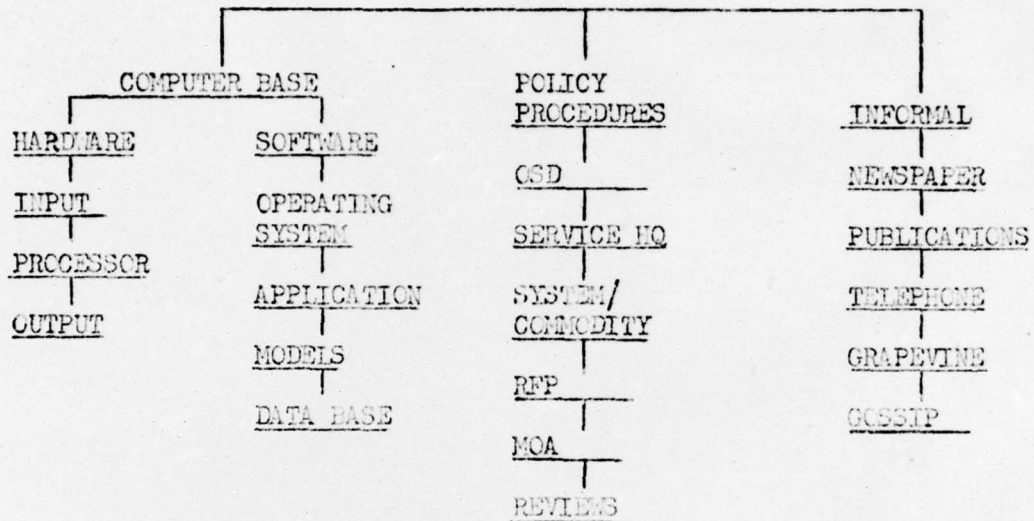 COMPUTER BASE
HARDWARE
INPUT
PROCESSOR
OUTPUT
SOFTWARE
OPERATING
SYSTEM
APPLICATION
MODELS
DATA BASE
POLICY
PROCEDURES
OSD
SERVICE HQ
SYSTEM/
COMMODITY
RFP
MOA
REVIEWS
INFORMAL
NEWSPAPER
PUBLICATIONS
TELEPHONE
GRAPEVINE
GOSSIP